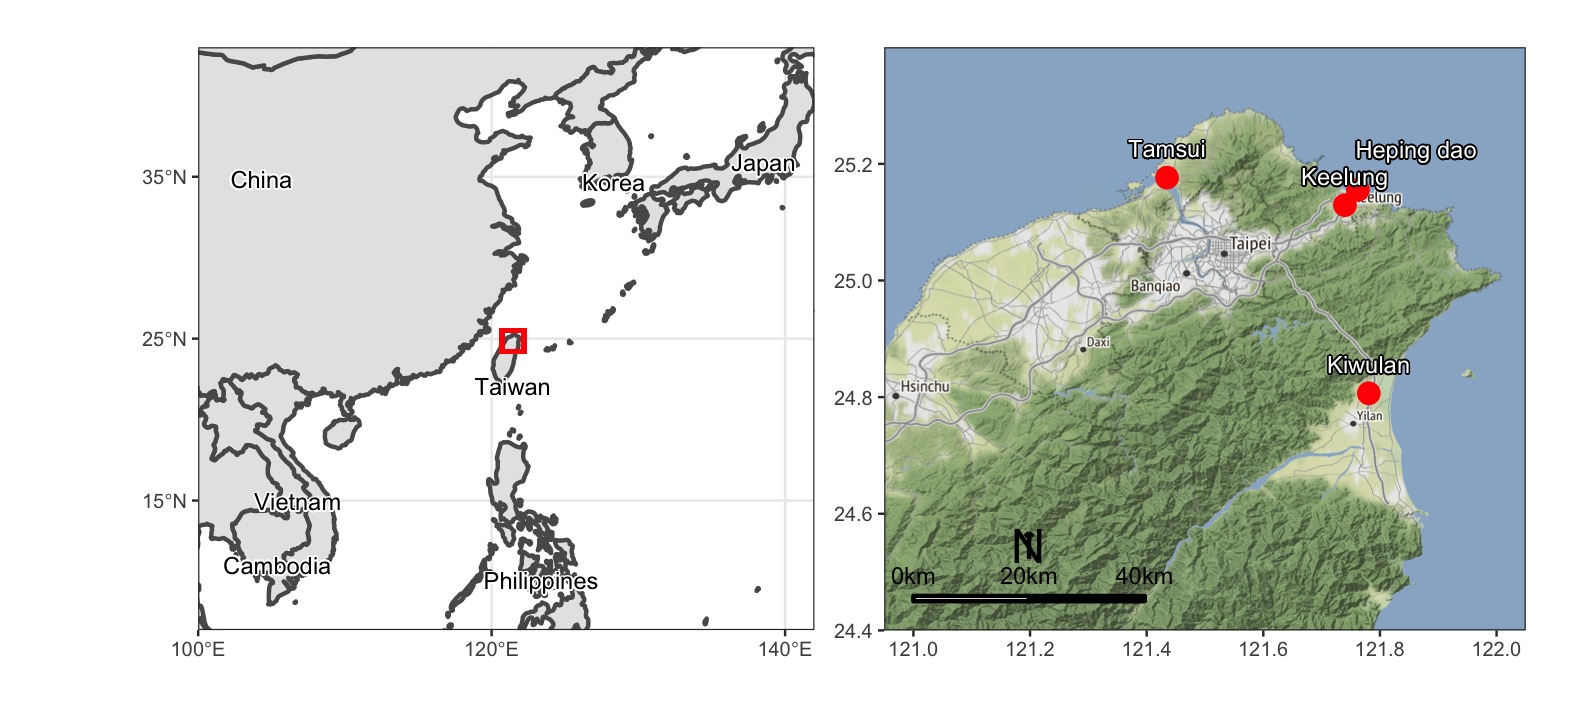 35°N
25°N
15°N
100°E
120°E
140°E
China
Korea
Japan
Taiwan
Vietnam
Cambodia
Philippines
25.2
25.0
24.8
24.6
24.4
121.0
121.2
121.4
121.6
121.8
122.0
Tamsui
Heping dao
Keelung
eelung
Taipei
Banqiao
Daxi
Hsinchu
Kiwulan
Yilan
N
0km
20km
40km